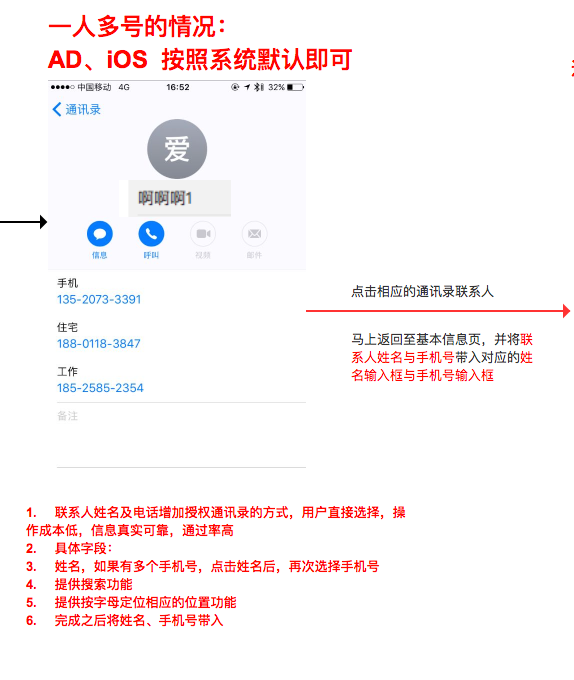 一人多号的情况：
AD、iOS 按照系统默认即可
中国移动 4G 16:52 32%
通讯录
爱
啊啊啊1
信息 呼叫 视频 邮件
手机
135-2073-3391
住宅
188-0118-3847
工作
185-2585-2354
备注
点击相应的通讯录联系人
马上返回至基本信息页，并将联
系人姓名与手机号带入对应的姓
名输入框与手机号输入框
1. 联系人姓名及电话增加授权通讯录的方式，用户直接选择，操
作成本低，信息真实可靠，通过率高
2. 具体字段：
3. 姓名，如果有多个手机号，点击姓名后，再次选择手机号
4. 提供搜索功能
5. 提供按字母定位相应的位置功能
6. 完成之后将姓名、手机号带入